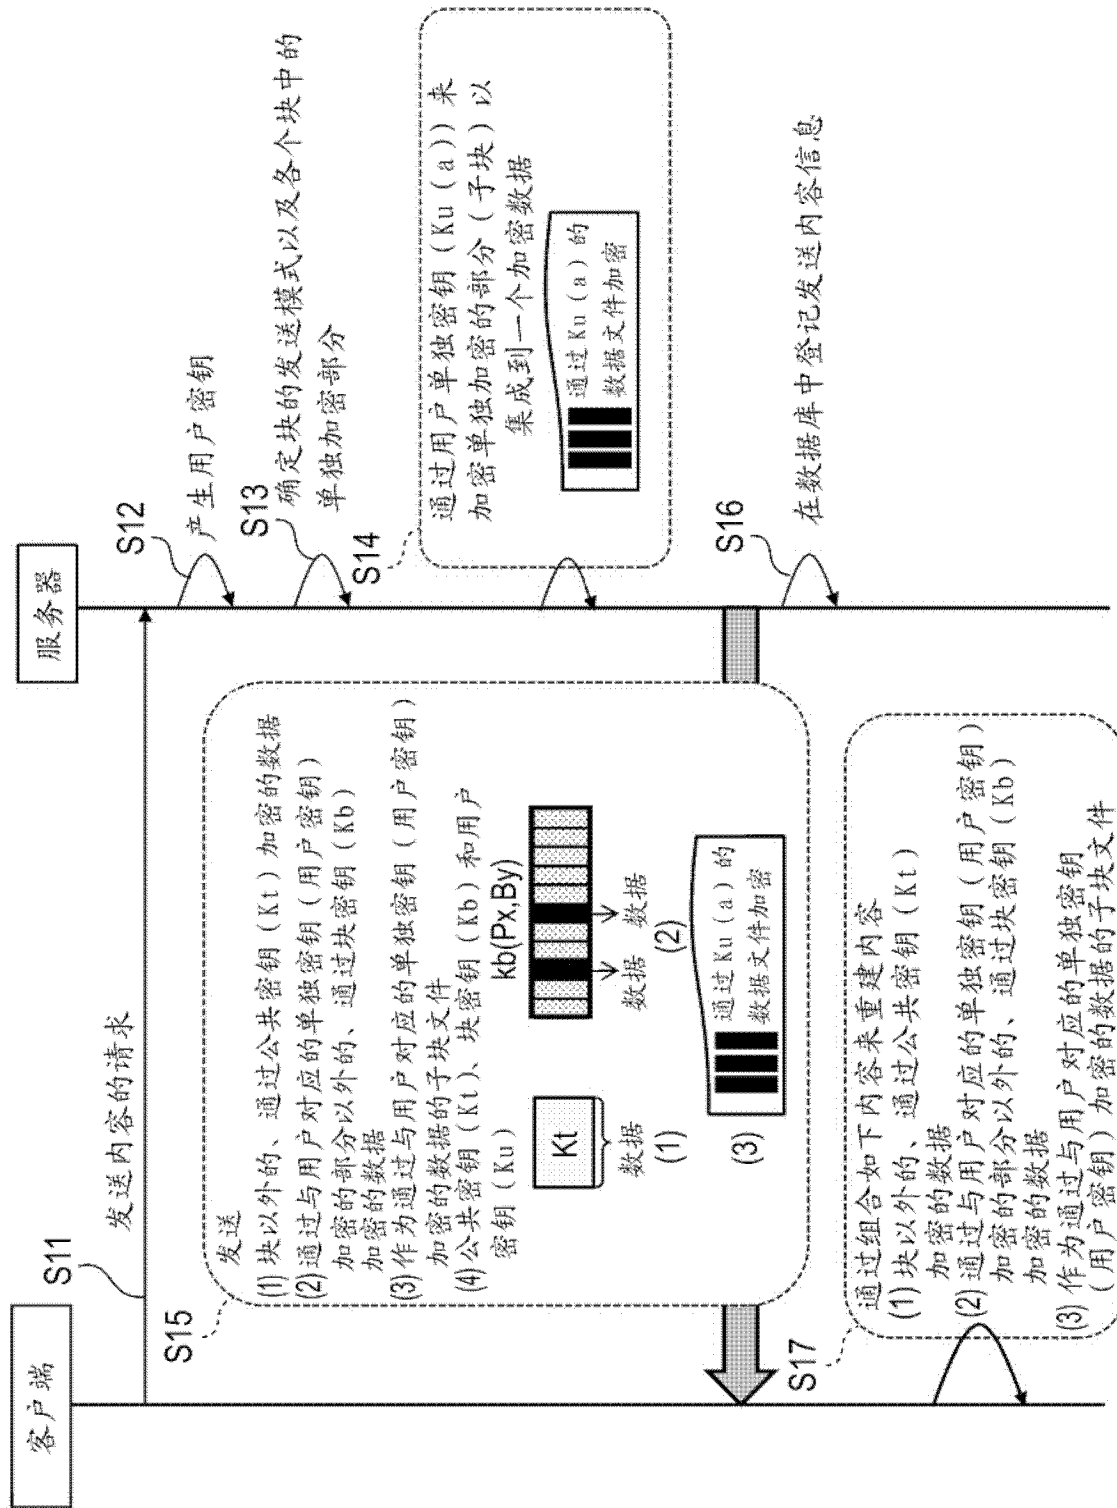 客户端
服务器
S11
发送内容的请求
S12
产生用户密钥
S13
确定块的发送模式以及各个块中的
单独加密部分
S14
通过用户单独密钥（Ku（a））来
加密单独加密的部分（子块）以
集成到一个加密数据
通过Ku（a）的
数据文件加密
S15
发送
(1) 块以外的、通过公共密钥（Kt）加密的数据
(2) 通过与用户对应的单独密钥（用户密钥）
加密的部分以外的、通过块密钥（Kb）
加密的数据
(3) 作为通过与用户对应的单独密钥（用户密钥）
加密的数据的子块文件
(4) 公共密钥（Kt）、块密钥（Kb）和用户
密钥（Ku）
Kt
数据
(1)
kb(Px,By)
数据
数据
(2)
(3)
通过Ku（a）的
数据文件加密
S16
在数据库中登记发送内容信息
S17
通过组合如下内容来重建内容
(1) 块以外的、通过公共密钥（Kt）
加密的数据
(2) 通过与用户对应的单独密钥（用户密钥）
加密的部分以外的、通过块密钥（Kb）
加密的数据
(3) 作为通过与用户对应的单独密钥
（用户密钥）加密的数据的子块文件